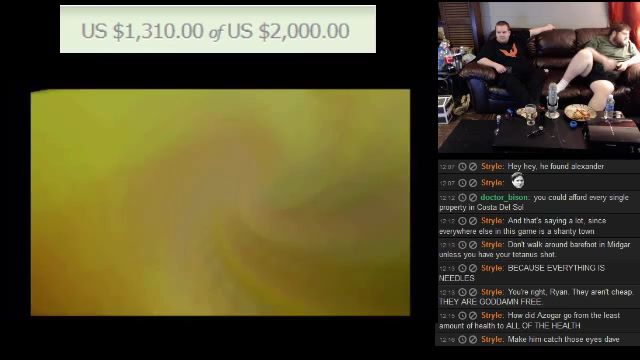 US $1,310.00 of US $2,000.00
12:07 Style: Hey hey, he found alexander
12:07 Style:
12:12 doctor_bison: you could afford every single
property in Costa Del Sol
12:12 Style: And that's saying a lot, since
everywhere else in this game is a shanty town
12:13 Style: Don't walk around barefoot in Midgar
unless you have your tetanus shot.
12:13 Style: BECAUSE EVERYTHING IS
NEEDLES
12:13 Style: You're right, Ryan. They aren't cheap.
THEY ARE GODDAMN FREE.
12:15 Style: How did Azogar go from the least
amount of health to ALL OF THE HEALTH
12:16 Style: Make him catch those eyes dave